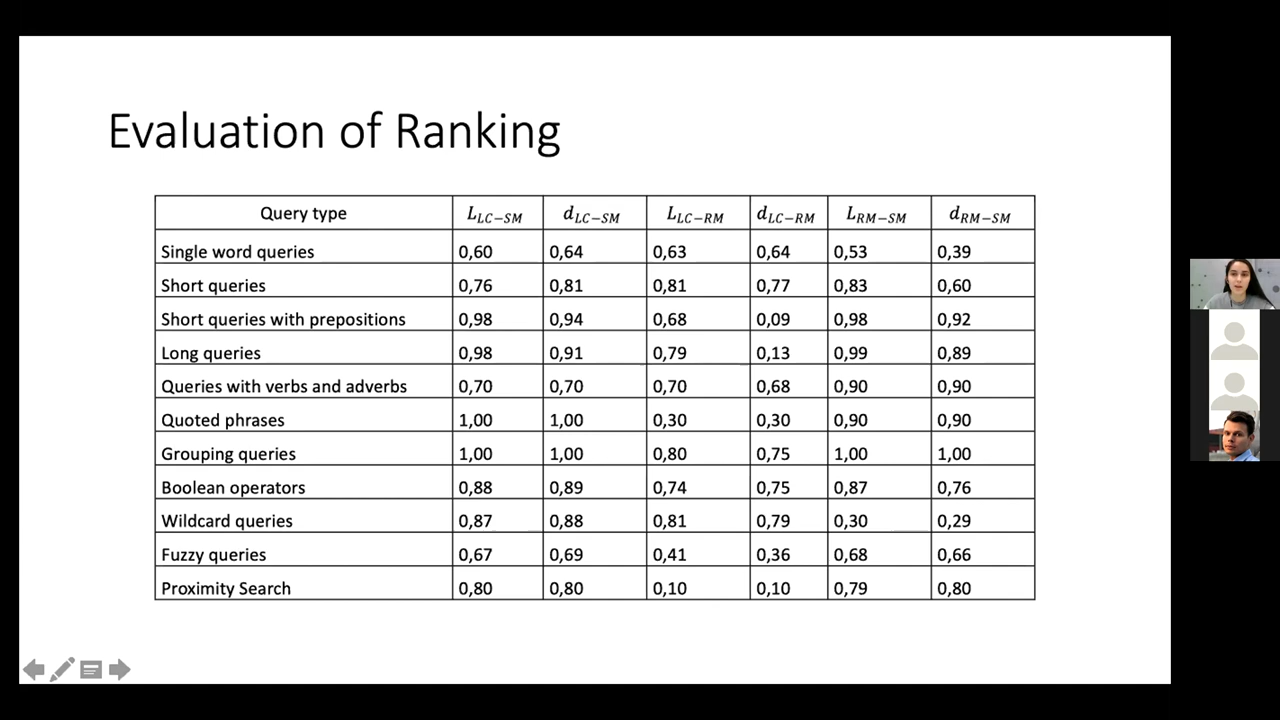 Evaluation of Ranking
Query type L_LC−SM d_LC−SM L_LC−RM d_LC−RM L_RM−SM d_RM−SM
Single word queries 0,60 0,64 0,63 0,64 0,53 0,39
Short queries 0,76 0,81 0,81 0,77 0,83 0,60
Short queries with prepositions 0,98 0,94 0,68 0,09 0,98 0,92
Long queries 0,98 0,91 0,79 0,13 0,99 0,89
Queries with verbs and adverbs 0,70 0,70 0,70 0,68 0,90 0,90
Quoted phrases 1,00 1,00 0,30 0,30 0,90 0,90
Grouping queries 1,00 1,00 0,80 0,75 1,00 1,00
Boolean operators 0,88 0,89 0,74 0,75 0,87 0,76
Wildcard queries 0,87 0,88 0,81 0,79 0,30 0,29
Fuzzy queries 0,67 0,69 0,41 0,36 0,68 0,66
Proximity Search 0,80 0,80 0,10 0,10 0,79 0,80